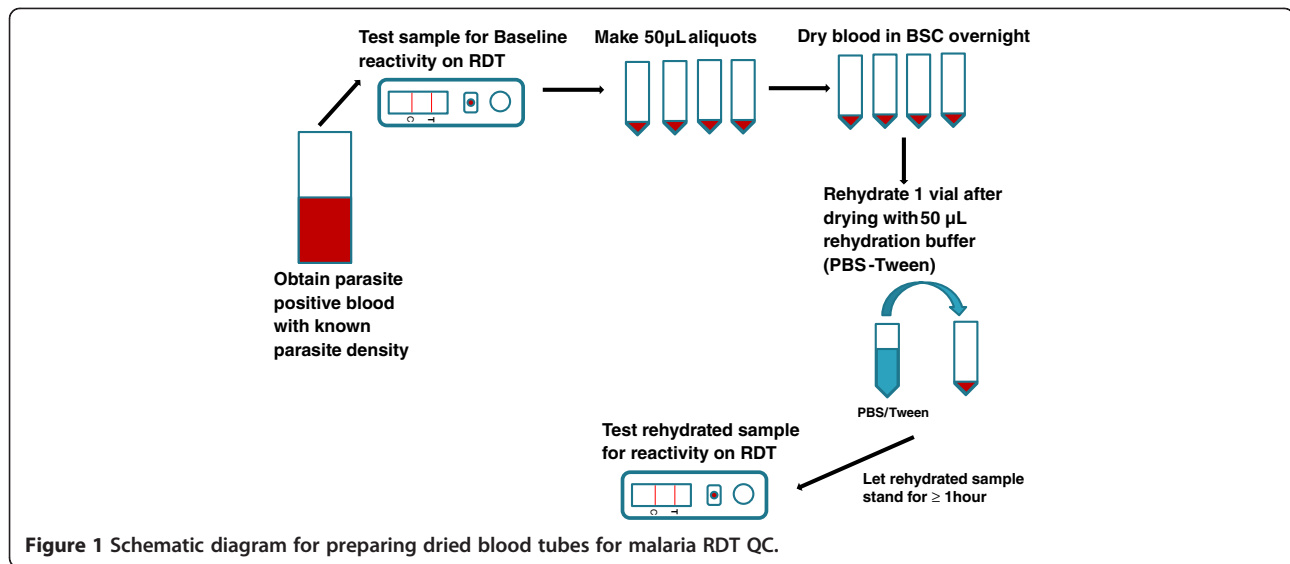 Test sample for Baseline
reactivity on RDT
C
T
Make 50µL aliquots
Dry blood in BSC overnight
Obtain parasite
positive blood
with known
parasite density
Rehydrate 1 vial after
drying with 50 µL
rehydration buffer
(PBS-Tween)
PBS/Tween
Let rehydrated sample
stand for ≥ 1hour
Test rehydrated sample
for reactivity on RDT
C
T
Figure 1 Schematic diagram for preparing dried blood tubes for malaria RDT QC.